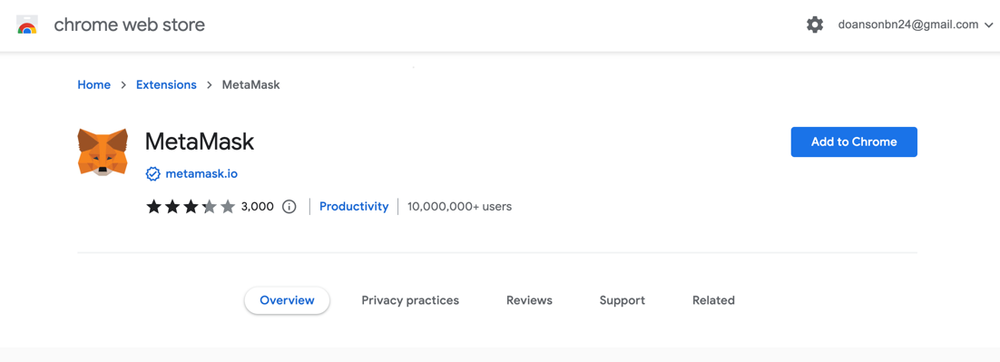 chrome web store
doansonbn24@gmail.com
Home > Extensions > MetaMask
MetaMask
Add to Chrome
metamask.io
3,000
Productivity
10,000,000+ users
Overview
Privacy practices
Reviews
Support
Related